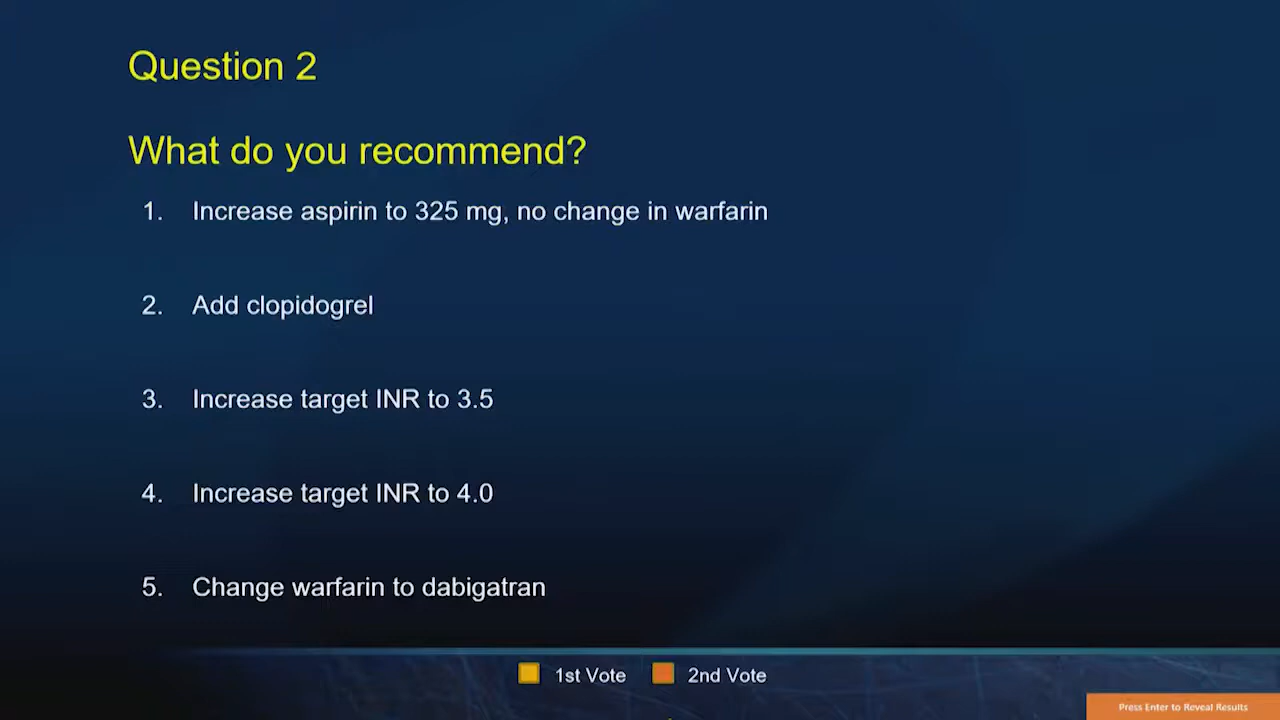 Question 2
What do you recommend?
1. Increase aspirin to 325 mg, no change in warfarin
2. Add clopidogrel
3. Increase target INR to 3.5
4. Increase target INR to 4.0
5. Change warfarin to dabigatran
1st Vote 2nd Vote
Press Enter to Reveal Results